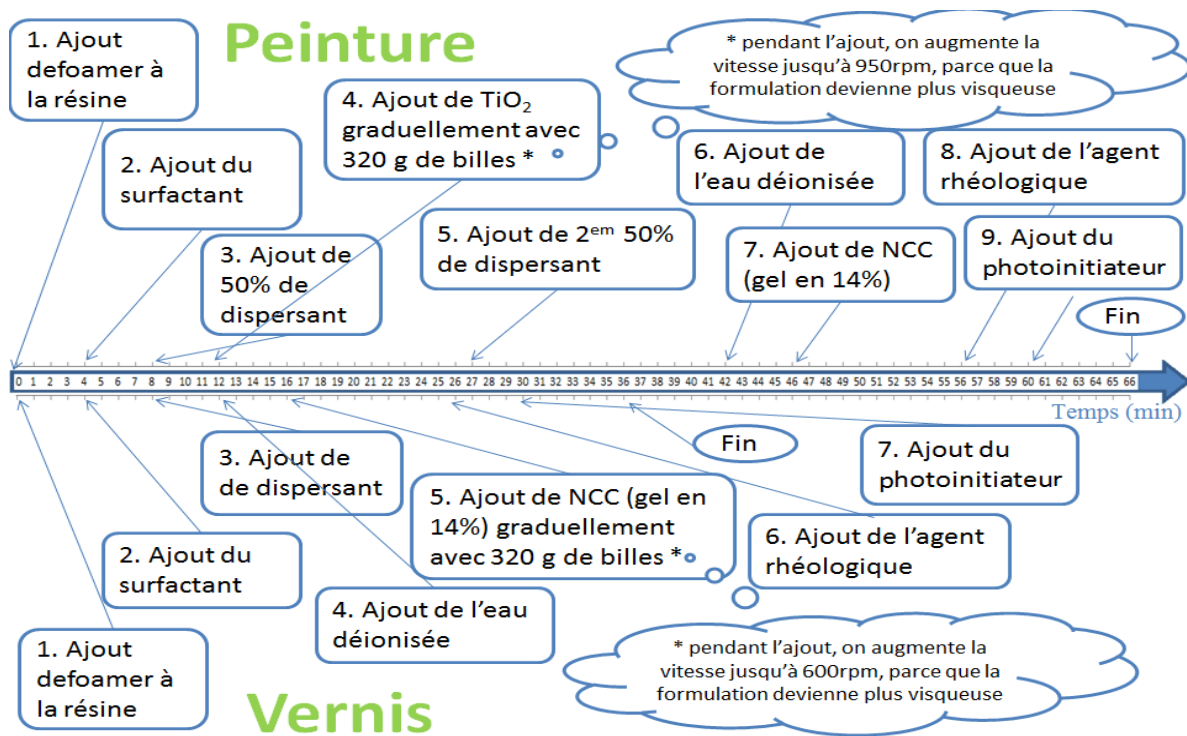 Peinture
1. Ajout
defoamer à
la résine
2. Ajout du
surfactant
3. Ajout de
50% de
dispersant
4. Ajout de TiO₂
graduellement avec
320 g de billes *
* pendant l’ajout, on augmente la
vitesse jusqu’à 950rpm, parce que la
formulation devienne plus visqueuse
5. Ajout de 2ᵉᵐ 50%
de dispersant
6. Ajout de
l’eau déionisée
7. Ajout de NCC
(gel en 14%)
8. Ajout de l’agent
rhéologique
9. Ajout du
photoinitiateur
Fin
0 1 2 3 4 5 6 7 8 9 10 11 12 13 14 15 16 17 18 19 20 21 22 23 24 25 26 27 28 29 30 31 32 33 34 35 36 37 38 39 40 41 42 43 44 45 46 47 48 49 50 51 52 53 54 55 56 57 58 59 60 61 62 63 64 65 66
Temps (min)
1. Ajout
defoamer à
la résine
2. Ajout du
surfactant
3. Ajout de
de dispersant
4. Ajout de l’eau
déionisée
5. Ajout de NCC (gel en
14%) graduellement
avec 320 g de billes *
6. Ajout de l’agent
rhéologique
7. Ajout du
photoinitiateur
Fin
* pendant l’ajout, on augmente la
vitesse jusqu’à 600rpm, parce que la
formulation devienne plus visqueuse
Vernis